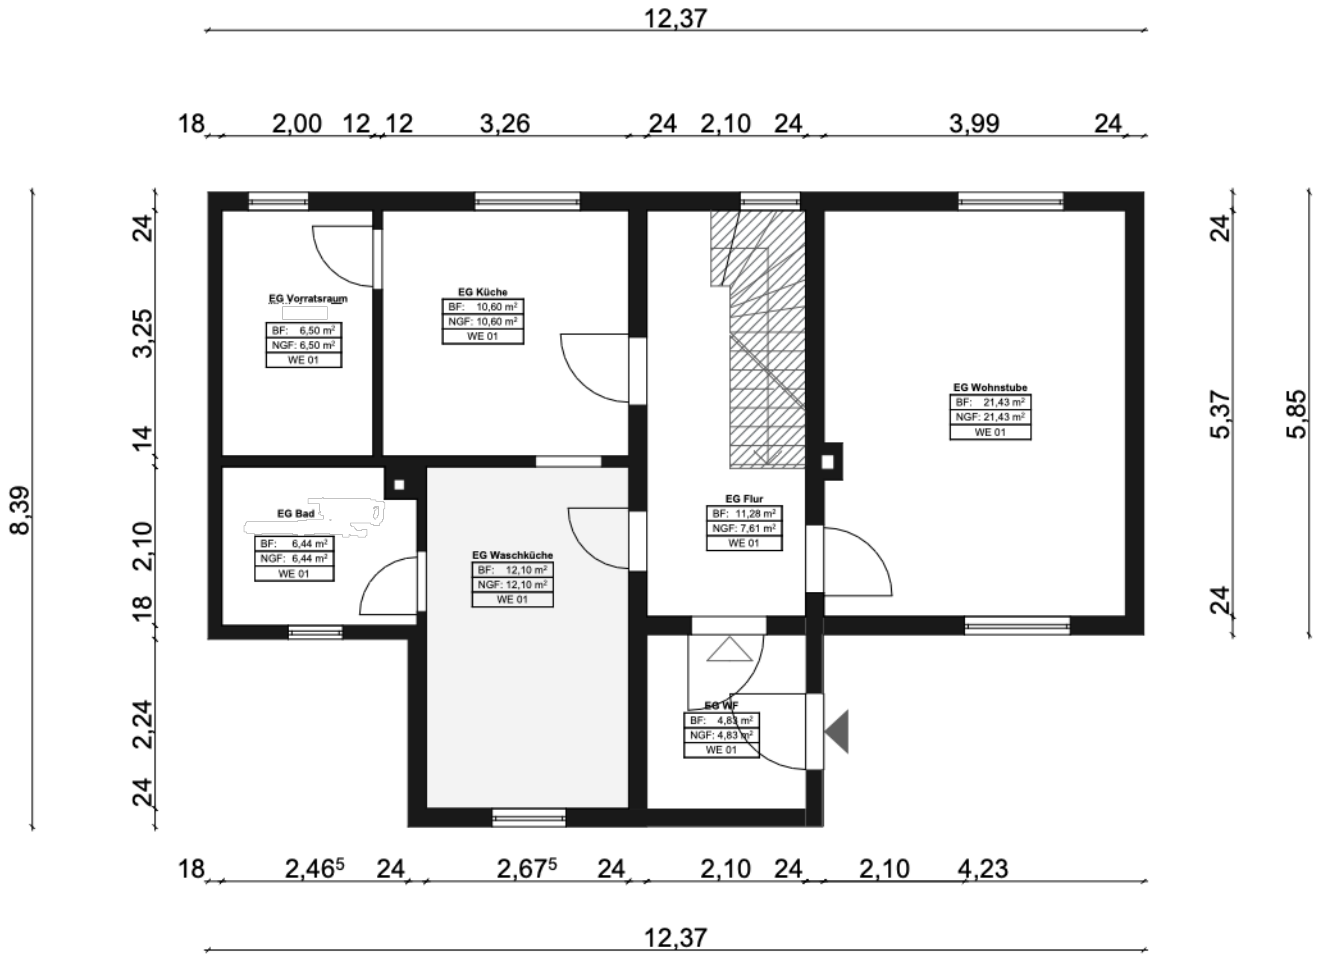 12,37
18 2,00 12 12 3,26 24 2,10 24 3,99 24
24
3,25
14
2,10
18
2,24
24
8,39
24
5,37
24
5,85
EG Vorratsraum
BF: 6,50 m²
NGF: 6,50 m²
WE 01
EG Küche
BF: 10,60 m²
NGF: 10,60 m²
WE 01
EG Wohnstube
BF: 21,43 m²
NGF: 21,43 m²
WE 01
EG Bad
BF: 6,44 m²
NGF: 6,44 m²
WE 01
EG Waschküche
BF: 12,10 m²
NGF: 12,10 m²
WE 01
EG Flur
BF: 11,28 m²
NGF: 7,61 m²
WE 01
EG WF
BF: 4,83 m²
NGF: 4,83 m²
WE 01
18 2,46⁵ 24 2,67⁵ 24 2,10 24 2,10 4,23
12,37